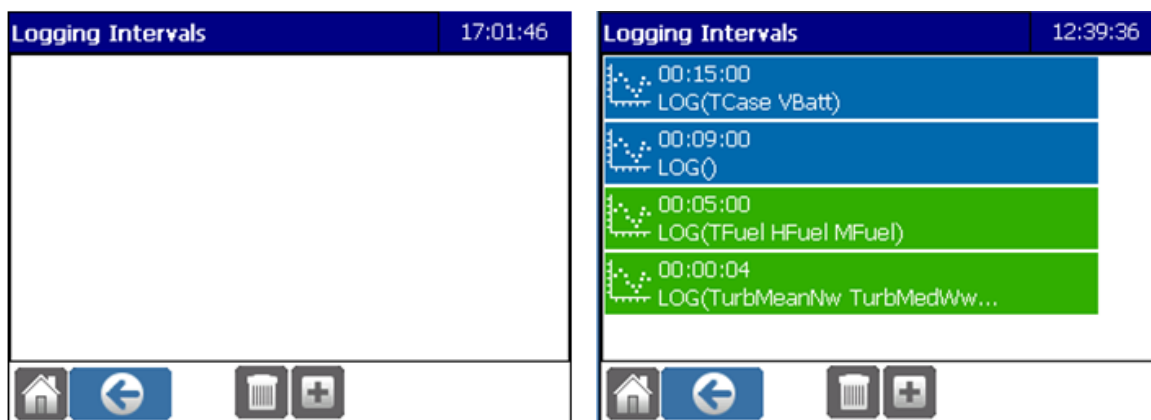 Logging Intervals 17:01:46
Logging Intervals 12:39:36
00:15:00
LOG(TCase VBatt)
00:09:00
LOG()
00:05:00
LOG(TFuel HFuel MFuel)
00:00:04
LOG(TurbMeanNw TurbMedWw...